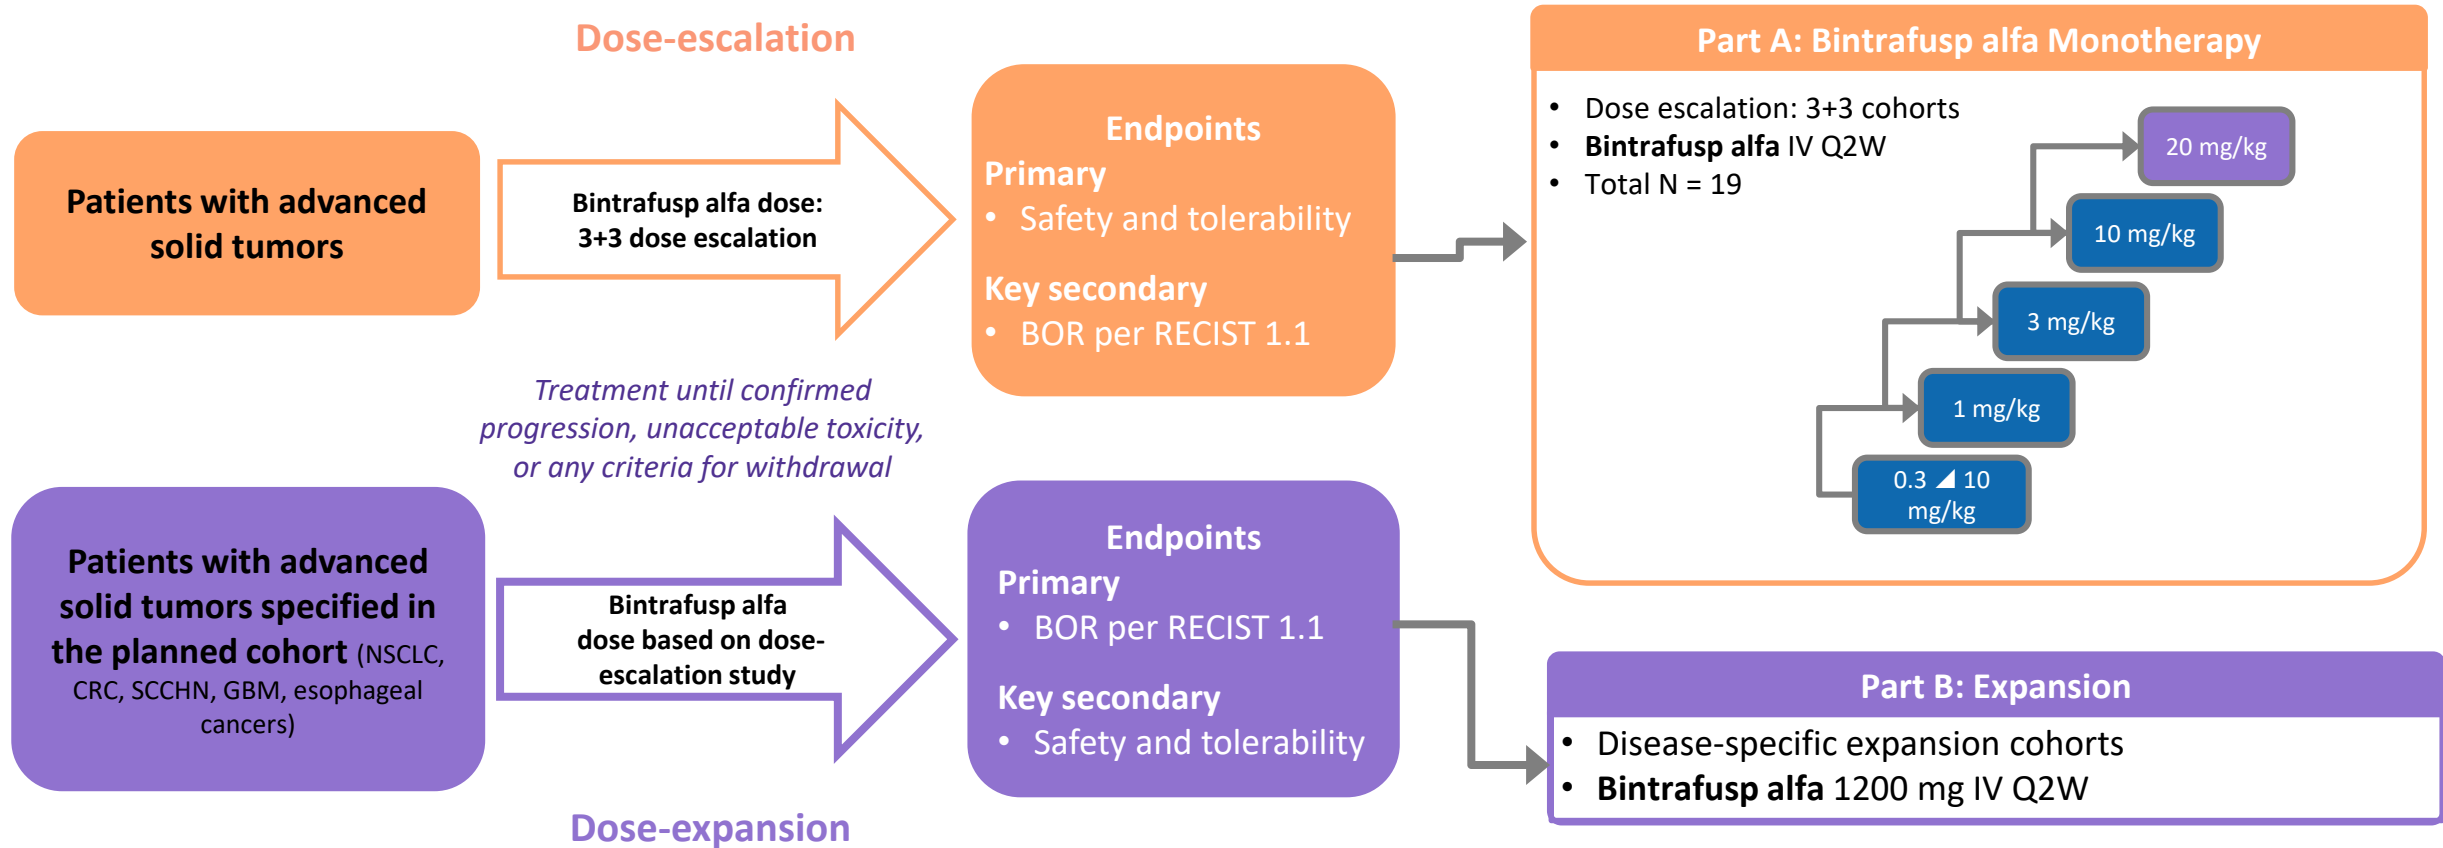 Dose-escalation
Patients with advanced
solid tumors
Bintrafusp alfa dose:
3+3 dose escalation
Endpoints
Primary
• Safety and tolerability
Key secondary
• BOR per RECIST 1.1
Part A: Bintrafusp alfa Monotherapy
• Dose escalation: 3+3 cohorts
• Bintrafusp alfa IV Q2W
• Total N = 19
20 mg/kg
10 mg/kg
3 mg/kg
1 mg/kg
0.3 ◢ 10
mg/kg
Treatment until confirmed
progression, unacceptable toxicity,
or any criteria for withdrawal
Patients with advanced
solid tumors specified in
the planned cohort (NSCLC,
CRC, SCCHN, GBM, esophageal
cancers)
Bintrafusp alfa
dose based on dose-
escalation study
Endpoints
Primary
• BOR per RECIST 1.1
Key secondary
• Safety and tolerability
Part B: Expansion
• Disease-specific expansion cohorts
• Bintrafusp alfa 1200 mg IV Q2W
Dose-expansion